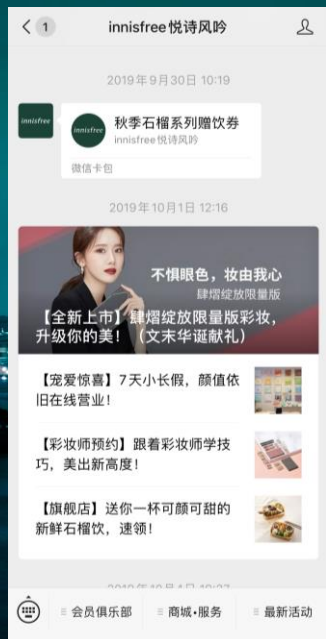 1
innisfree悦诗风吟
2019年9月30日 10:19
innisfree
innisfree
秋季石榴系列赠饮券
innisfree悦诗风吟
微信卡包
2019年10月1日 12:16
不惧眼色，妆由我心
肆熠绽放限量版
【全新上市】肆熠绽放限量版彩妆，
升级你的美！（文末华诞献礼）
【宠爱惊喜】7天小长假，颜值依
旧在线营业！
【彩妆师预约】跟着彩妆师学技
巧，美出新高度！
【旗舰店】送你一杯可颜可甜的
新鲜石榴饮，速领！
会员俱乐部
商城•服务
最新活动